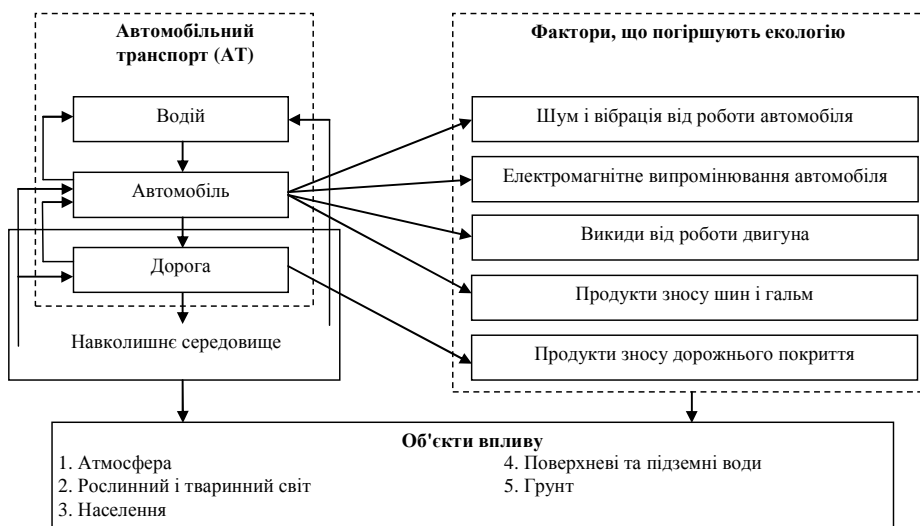 Автомобільний
транспорт (АТ)
Водій
Автомобіль
Дорога
Навколишнє середовище
Фактори, що погіршують екологію
Шум і вібрація від роботи автомобіля
Електромагнітне випромінювання автомобіля
Викиди від роботи двигуна
Продукти зносу шин і гальм
Продукти зносу дорожнього покриття
Об'єкти впливу
1. Атмосфера
2. Рослинний і тваринний світ
3. Населення
4. Поверхневі та підземні води
5. Грунт